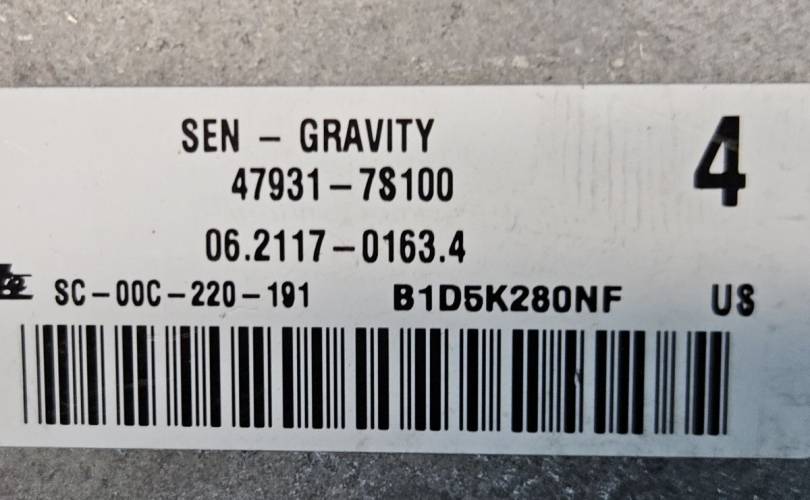 SEN - GRAVITY
4
47931-7S100
06.2117-0163.4
SC-00C-220-191 B1D5K280NF US